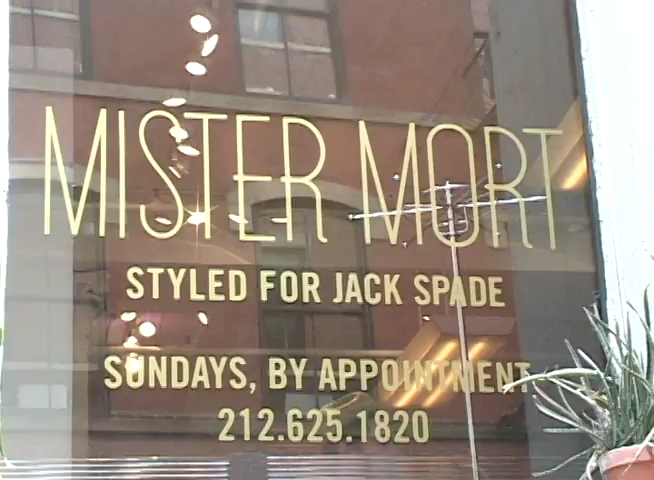 MISTER MORT
STYLED FOR JACK SPADE
SUNDAYS, BY APPOINTMENT
212.625.1820